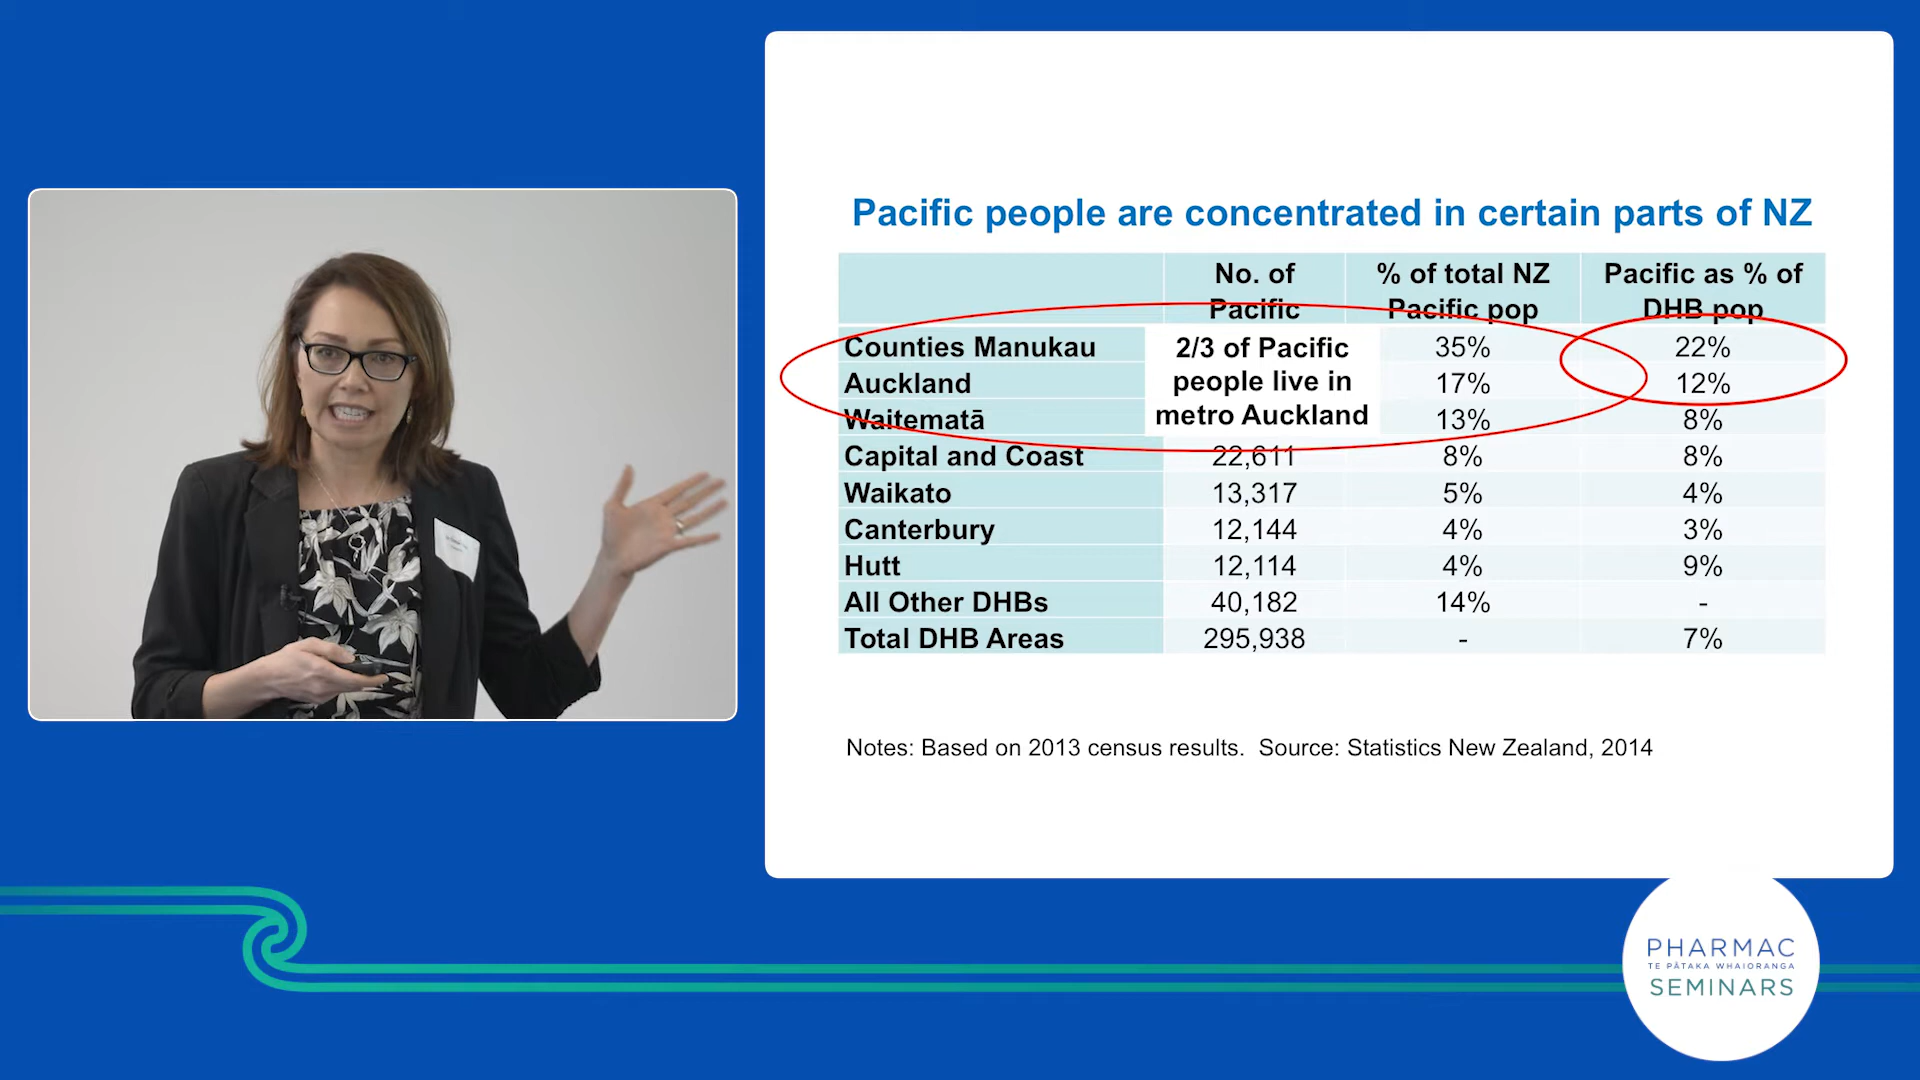 Pacific people are concentrated in certain parts of NZ
No. of Pacific % of total NZ Pacific pop Pacific as % of DHB pop
Counties Manukau 35% 22%
Auckland 17% 12%
Waitematā 13% 8%
2/3 of Pacific
people live in
metro Auckland
Capital and Coast 22,611 8% 8%
Waikato 13,317 5% 4%
Canterbury 12,144 4% 3%
Hutt 12,114 4% 9%
All Other DHBs 40,182 14% -
Total DHB Areas 295,938 - 7%
Notes: Based on 2013 census results. Source: Statistics New Zealand, 2014
PHARMAC
TE PĀTAKA WHAIORANGA
SEMINARS